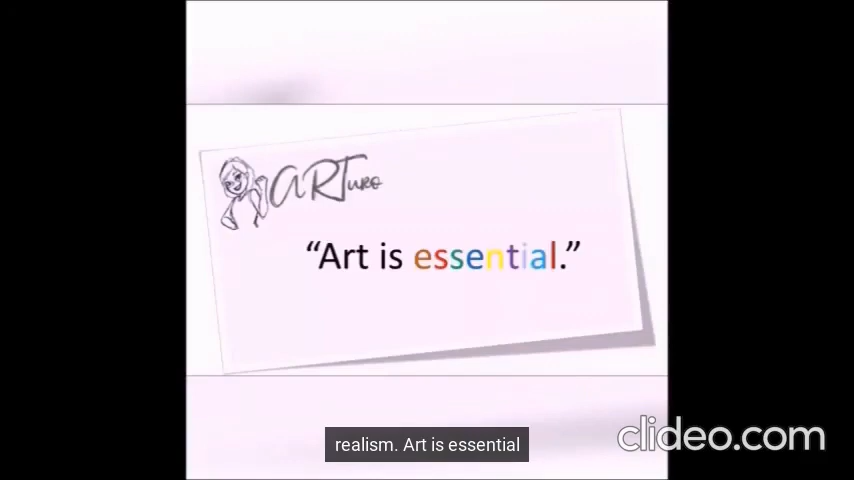 ARTuro
“Art is essential.”
realism. Art is essential
clideo.com